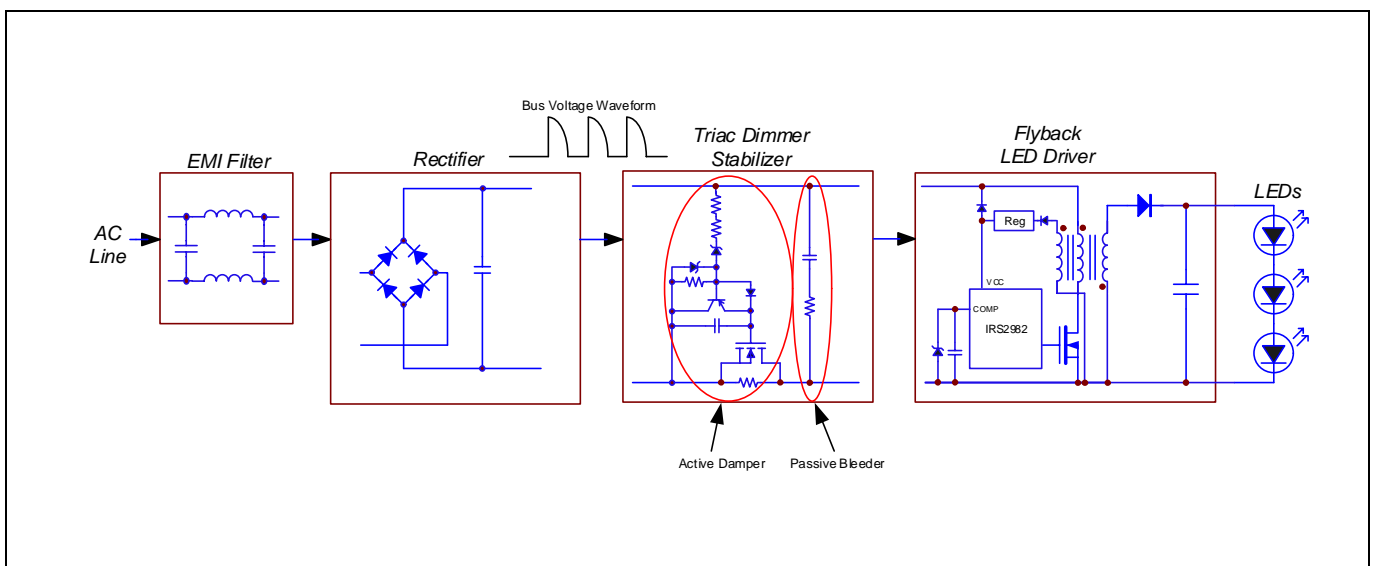 Bus Voltage Waveform
EMI Filter
Rectifier
Triac Dimmer
Stabilizer
Flyback
LED Driver
LEDs
AC
Line
Reg
VCC
COMP
IRS2982
Active Damper
Passive Bleeder